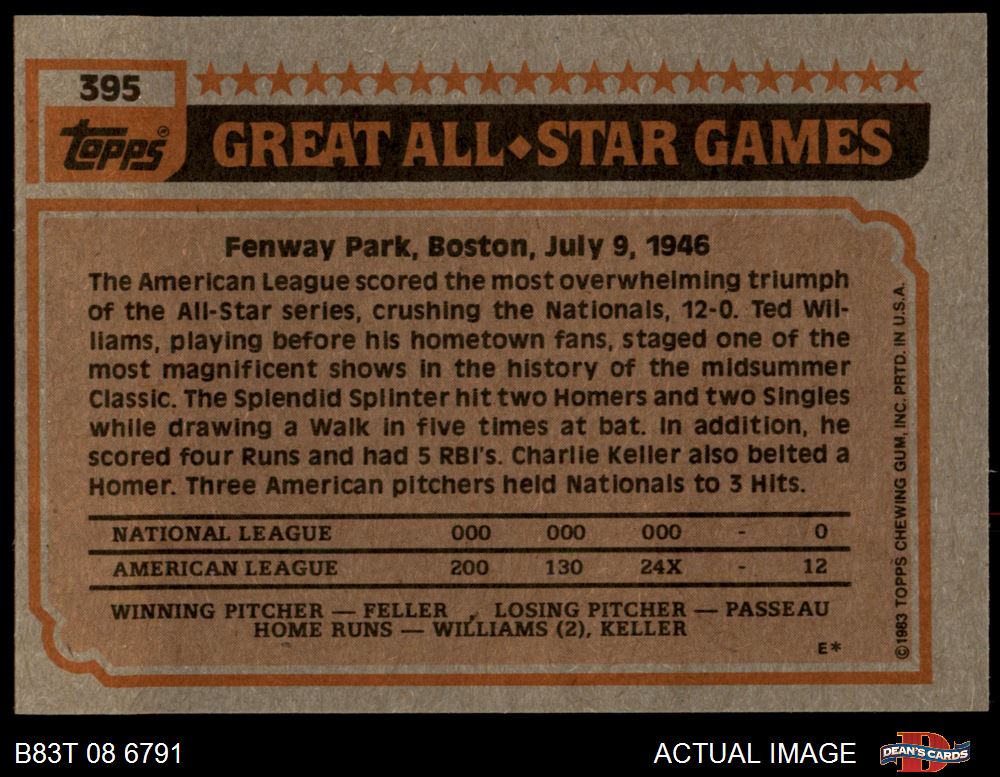 395
topps®
GREAT ALL◆STAR GAMES
Fenway Park, Boston, July 9, 1946
The American League scored the most overwhelming triumph
of the All-Star series, crushing the Nationals, 12-0. Ted Wil-
liams, playing before his hometown fans, staged one of the
most magnificent shows in the history of the midsummer
Classic. The Splendid Splinter hit two Homers and two Singles
while drawing a Walk in five times at bat. In addition, he
scored four Runs and had 5 RBI's. Charlie Keller also belted a
Homer. Three American pitchers held Nationals to 3 Hits.
NATIONAL LEAGUE 000 000 000 - 0
AMERICAN LEAGUE 200 130 24X - 12
WINNING PITCHER — FELLER , LOSING PITCHER — PASSEAU
HOME RUNS — WILLIAMS (2), KELLER
E*
©1983 TOPPS CHEWING GUM, INC. PRTD. IN U.S.A.
B83T 08 6791
ACTUAL IMAGE
DEAN'S CARDS